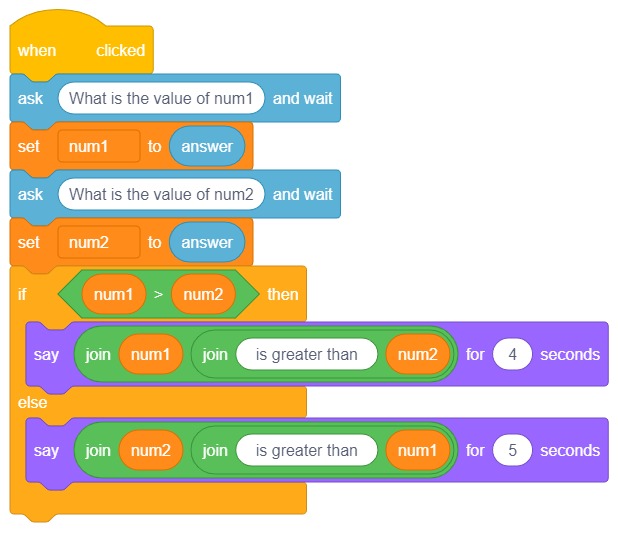 when clicked
ask What is the value of num1 and wait
set num1 to answer
ask What is the value of num2 and wait
set num2 to answer
if num1 > num2 then
say join num1 join is greater than num2 for 4 seconds
else
say join num2 join is greater than num1 for 5 seconds